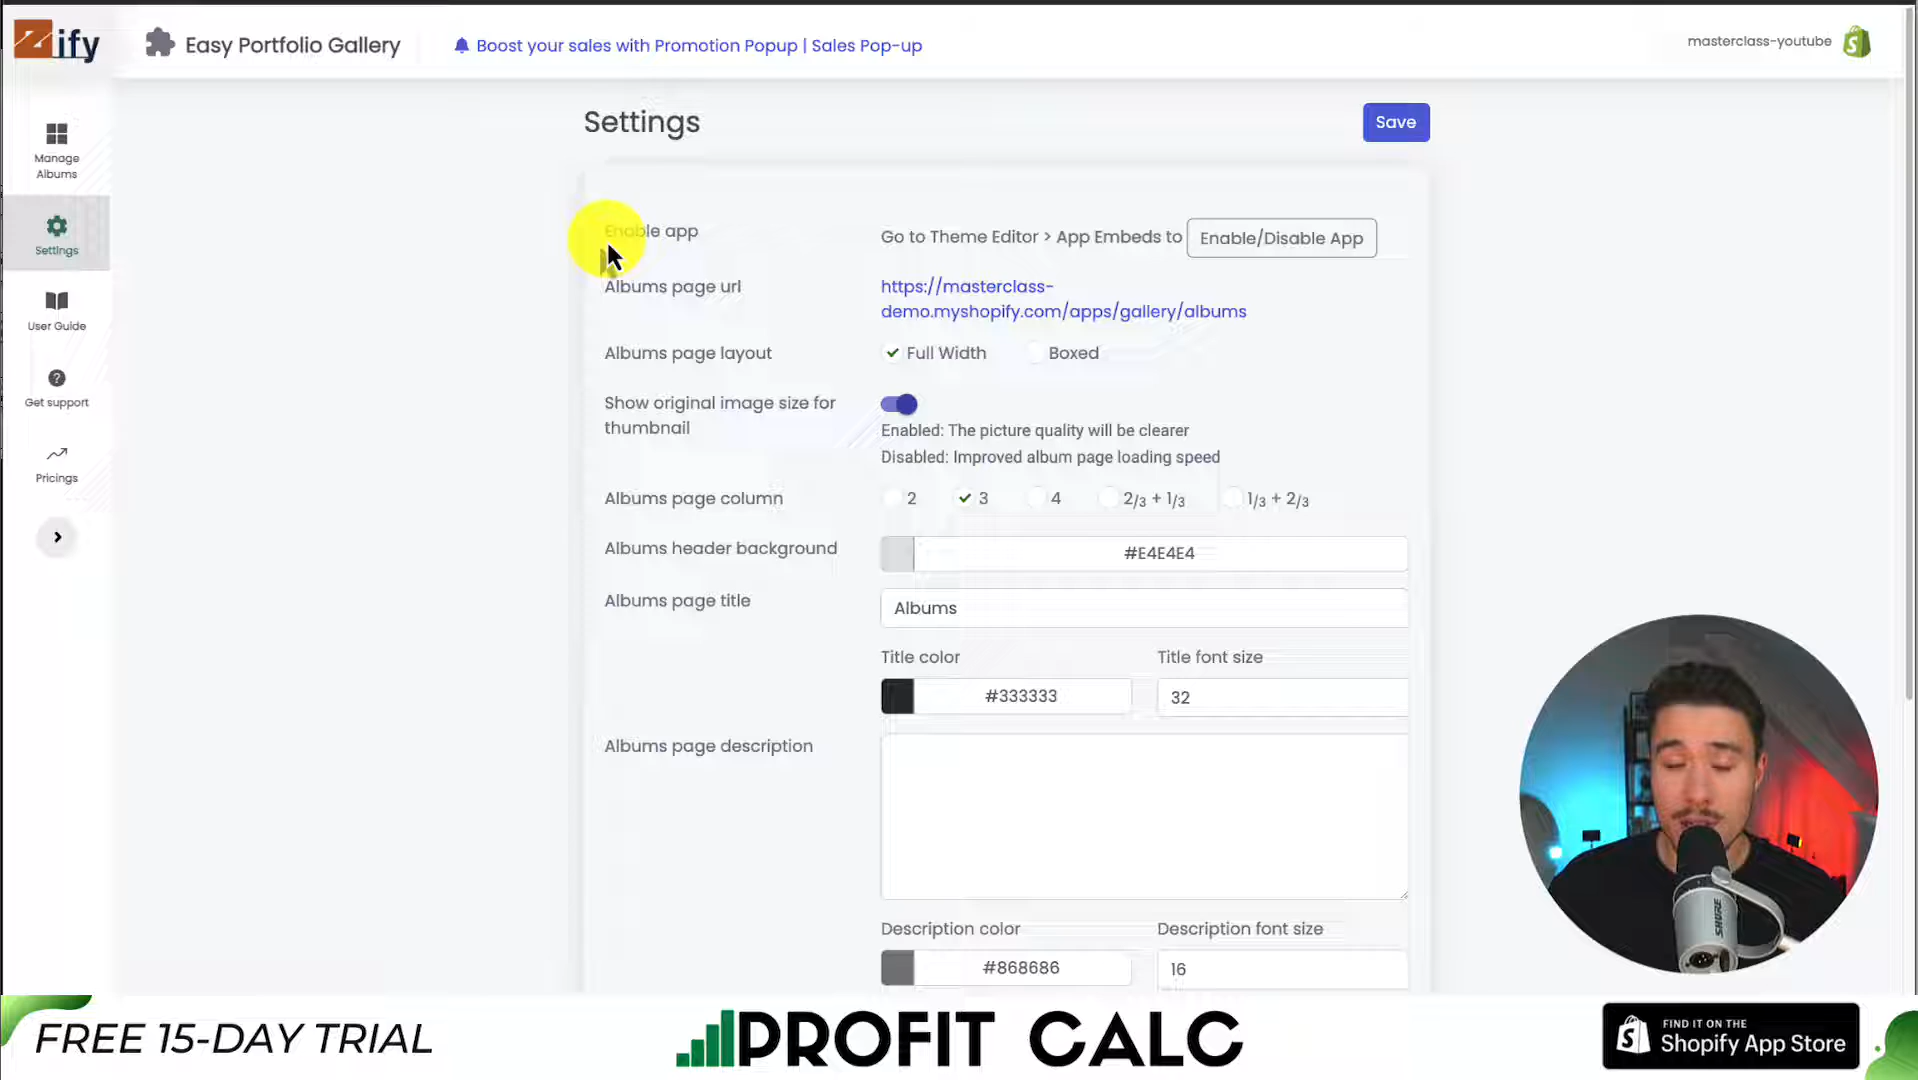 Zify
Easy Portfolio Gallery
Boost your sales with Promotion Popup | Sales Pop-up
masterclass-youtube
Manage
Albums
Settings
User Guide
Get support
Pricings
Settings
Save
Enable app
Go to Theme Editor > App Embeds to
Enable/Disable App
Albums page url
https://masterclass-
demo.myshopify.com/apps/gallery/albums
Albums page layout
Full Width
Boxed
Show original image size for
thumbnail
Enabled: The picture quality will be clearer
Disabled: Improved album page loading speed
Albums page column
2
3
4
2/3 + 1/3
1/3 + 2/3
Albums header background
#E4E4E4
Albums page title
Albums
Title color
Title font size
#333333
32
Albums page description
Description color
Description font size
#868686
16
SHURE
FREE 15-DAY TRIAL
PROFIT CALC
FIND IT ON THE
Shopify App Store